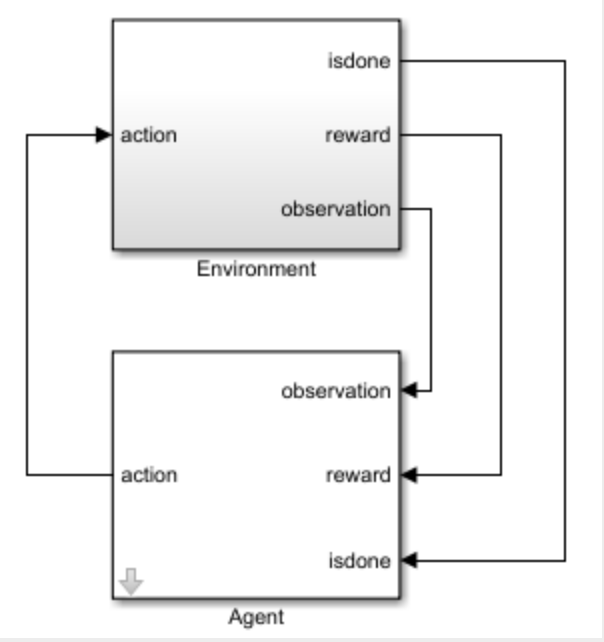 isdone
action
reward
observation
Environment
observation
action
reward
isdone
Agent